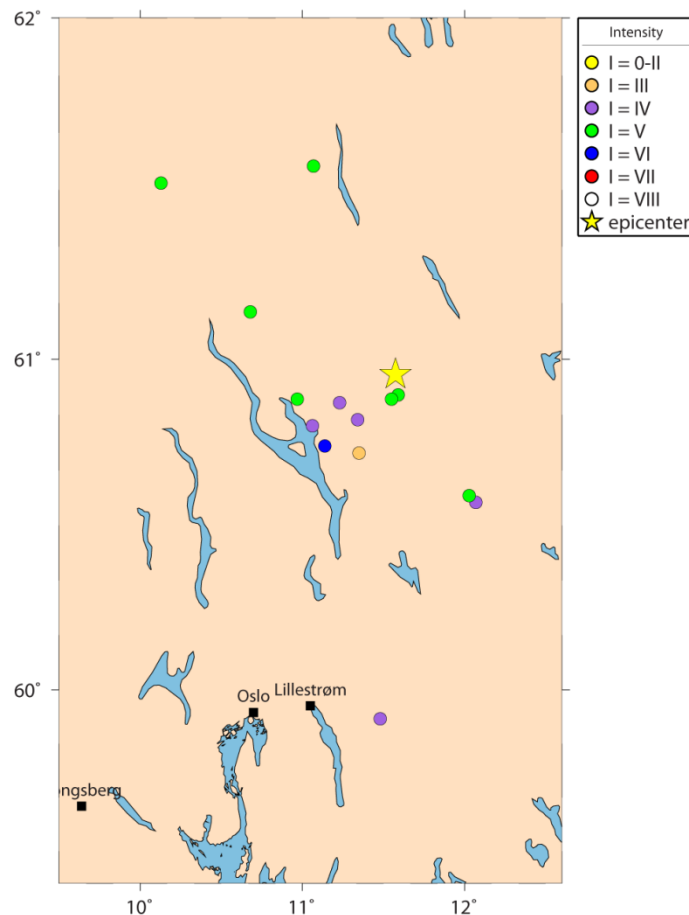 62°
Intensity
I = 0-II
I = III
I = IV
I = V
I = VI
I = VII
I = VIII
epicenter
61°
60°
Oslo
Lillestrøm
ongsberg
10°
11°
12°